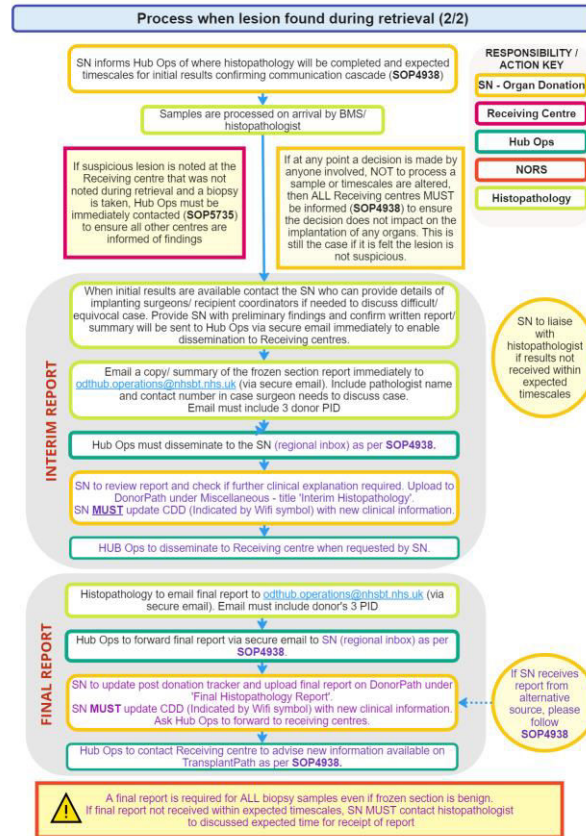 Process when lesion found during retrieval (2/2)
SN informs Hub Ops of where histopathology will be completed and expected
timescales for initial results confirming communication cascade (SOP4938)
RESPONSIBILITY /
ACTION KEY
SN - Organ Donation
Receiving Centre
Hub Ops
NORS
Histopathology
Samples are processed on arrival by BMS/
histopathologist
If suspicious lesion is noted at the
Receiving centre that was not
noted during retrieval and a biopsy
is taken, Hub Ops must be
immediately contacted (SOP5735)
to ensure all other centres are
informed of findings
If at any point a decision is made by
anyone involved, NOT to process a
sample or timescales are altered,
then ALL Receiving centres MUST
be informed (SOP4938) to ensure
the decision does not impact on the
implantation of any organs. This is
still the case if it is felt the lesion is
not suspicious.
INTERIM REPORT
When initial results are available contact the SN who can provide details of
implanting surgeons/ recipient coordinators if needed to discuss difficult/
equivocal case. Provide SN with preliminary findings and confirm written report/
summary will be sent to Hub Ops via secure email immediately to enable
dissemination to Receiving centres.
SN to liaise
with
histopathologist
if results not
received within
expected
timescales
Email a copy/ summary of the frozen section report immediately to
odthub.operations@nhsbt.nhs.uk (via secure email). Include pathologist name
and contact number in case surgeon needs to discuss case.
Email must include 3 donor PID
Hub Ops must disseminate to the SN (regional inbox) as per SOP4938.
SN to review report and check if further clinical explanation required. Upload to
DonorPath under Miscellaneous - title 'Interim Histopathology'.
SN MUST update CDD (Indicated by Wifi symbol) with new clinical information.
HUB Ops to disseminate to Receiving centre when requested by SN.
FINAL REPORT
Histopathology to email final report to odthub.operations@nhsbt.nhs.uk (via
secure email). Email must include donor's 3 PID
Hub Ops to forward final report via secure email to SN (regional inbox) as per
SOP4938.
SN to update post donation tracker and upload final report on DonorPath under
'Final Histopathology Report'.
SN MUST update CDD (Indicated by Wifi symbol) with new clinical information.
Ask Hub Ops to forward to receiving centres.
If SN receives
report from
alternative
source, please
follow
SOP4938
Hub Ops to contact Receiving centre to advise new information available on
TransplantPath as per SOP4938.
A final report is required for ALL biopsy samples even if frozen section is benign.
If final report not received within expected timescales, SN MUST contact histopathologist
to discussed expected time for receipt of report